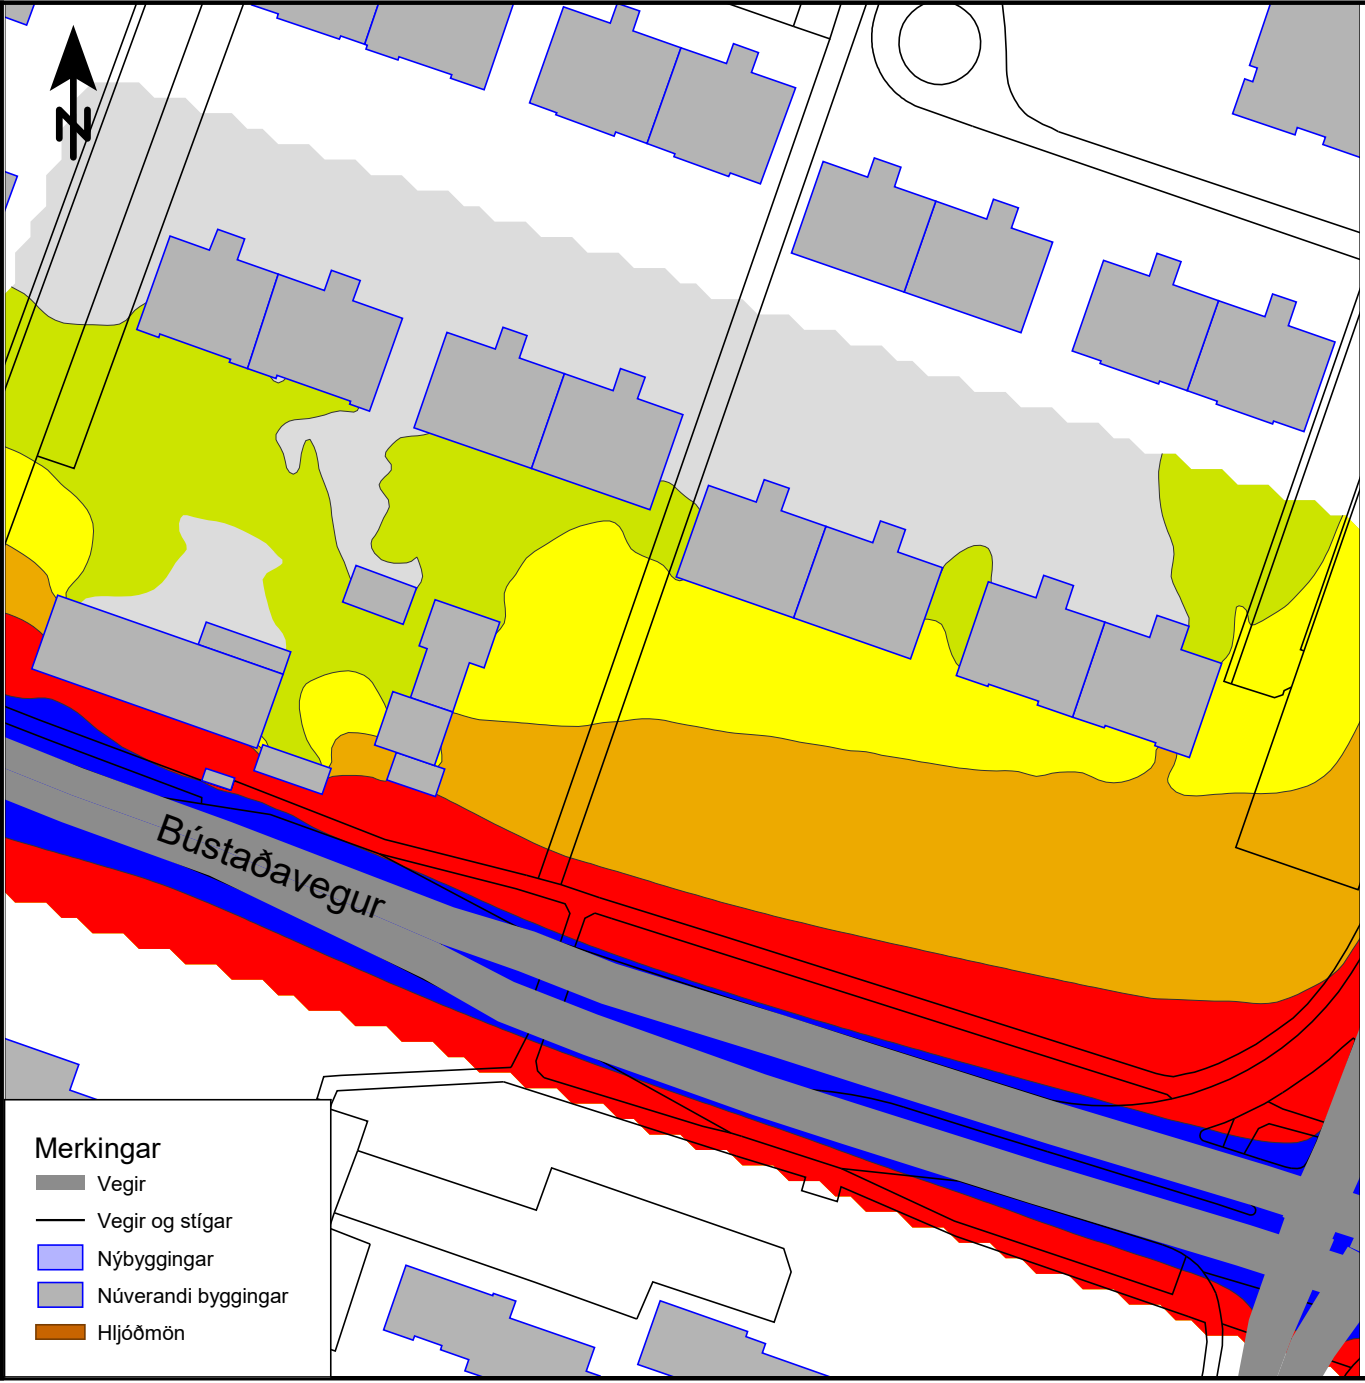 N
Bústaðavegur
Merkingar
Vegir
Vegir og stígar
Nýbyggingar
Núverandi byggingar
Hljóðmön